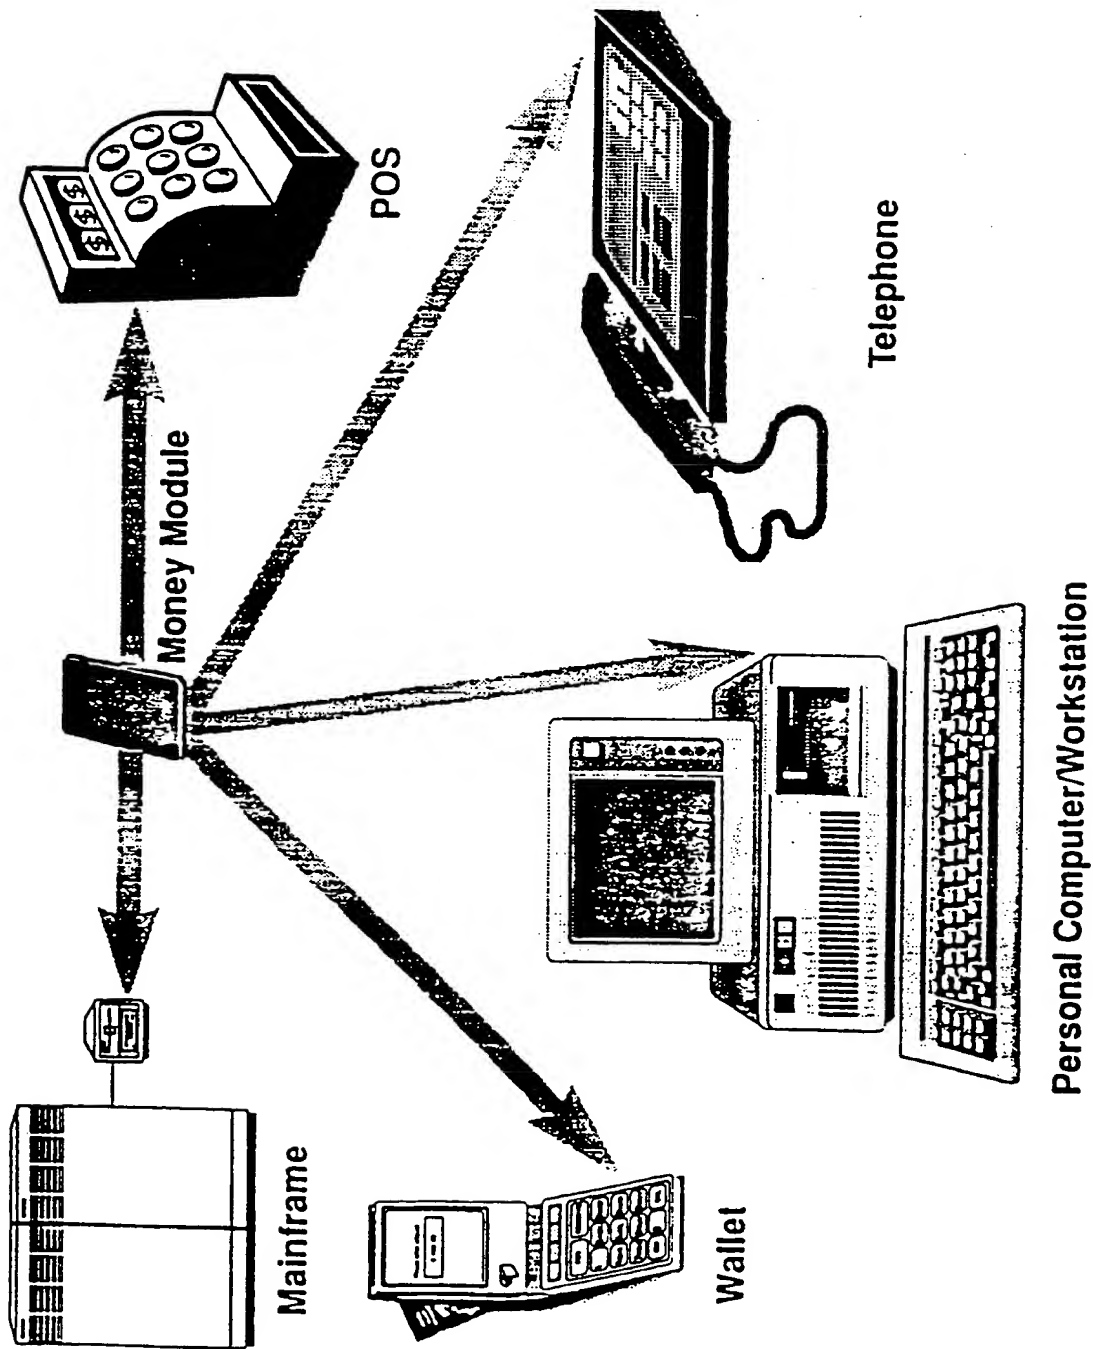 Mainframe
Money Module
$ $ $
POS
Wallet
Personal Computer/Workstation
Telephone